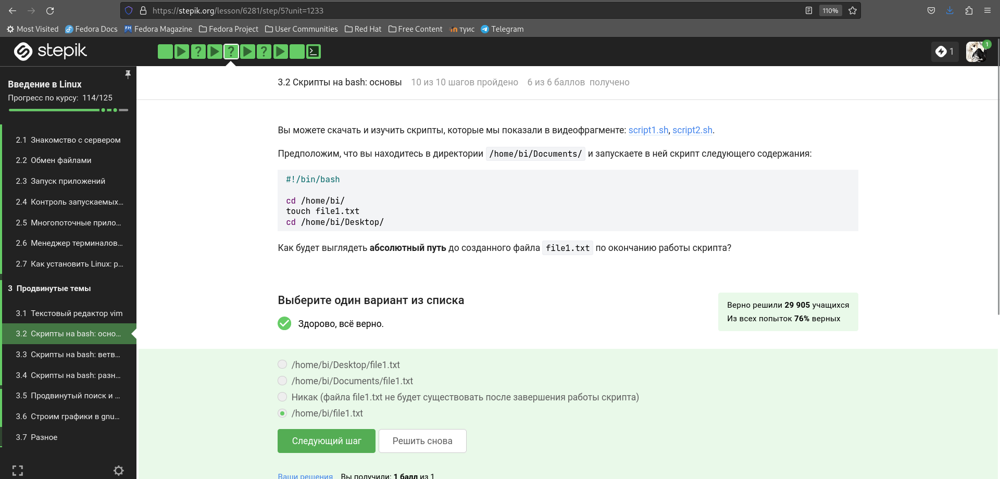 https://stepik.org/lesson/6281/step/5?unit=1233
110%
Most Visited
Fedora Docs
Fedora Magazine
Fedora Project
User Communities
Red Hat
Free Content
туис
Telegram
stepik
1
1
Введение в Linux
Прогресс по курсу: 114/125
2.1 Знакомство с сервером
2.2 Обмен файлами
2.3 Запуск приложений
2.4 Контроль запускаемых...
2.5 Многопоточные прило...
2.6 Менеджер терминалов...
2.7 Как установить Linux: р...
3 Продвинутые темы
3.1 Текстовый редактор vim
3.2 Скрипты на bash: осно...
3.3 Скрипты на bash: ветв...
3.4 Скрипты на bash: разн...
3.5 Продвинутый поиск и ...
3.6 Строим графики в gnu...
3.7 Разное
3.2 Скрипты на bash: основы 10 из 10 шагов пройдено 6 из 6 баллов получено
Вы можете скачать и изучить скрипты, которые мы показали в видеофрагменте: script1.sh, script2.sh.
Предположим, что вы находитесь в директории /home/bi/Documents/ и запускаете в ней скрипт следующего содержания:
#!/bin/bash
cd /home/bi/
touch file1.txt
cd /home/bi/Desktop/
Как будет выглядеть абсолютный путь до созданного файла file1.txt по окончанию работы скрипта?
Выберите один вариант из списка
Здорово, всё верно.
Верно решили 29 905 учащихся
Из всех попыток 76% верных
/home/bi/Desktop/file1.txt
/home/bi/Documents/file1.txt
Никак (файла file1.txt не будет существовать после завершения работы скрипта)
/home/bi/file1.txt
Следующий шаг
Решить снова
Ваши решения Вы получили: 1 балл из 1